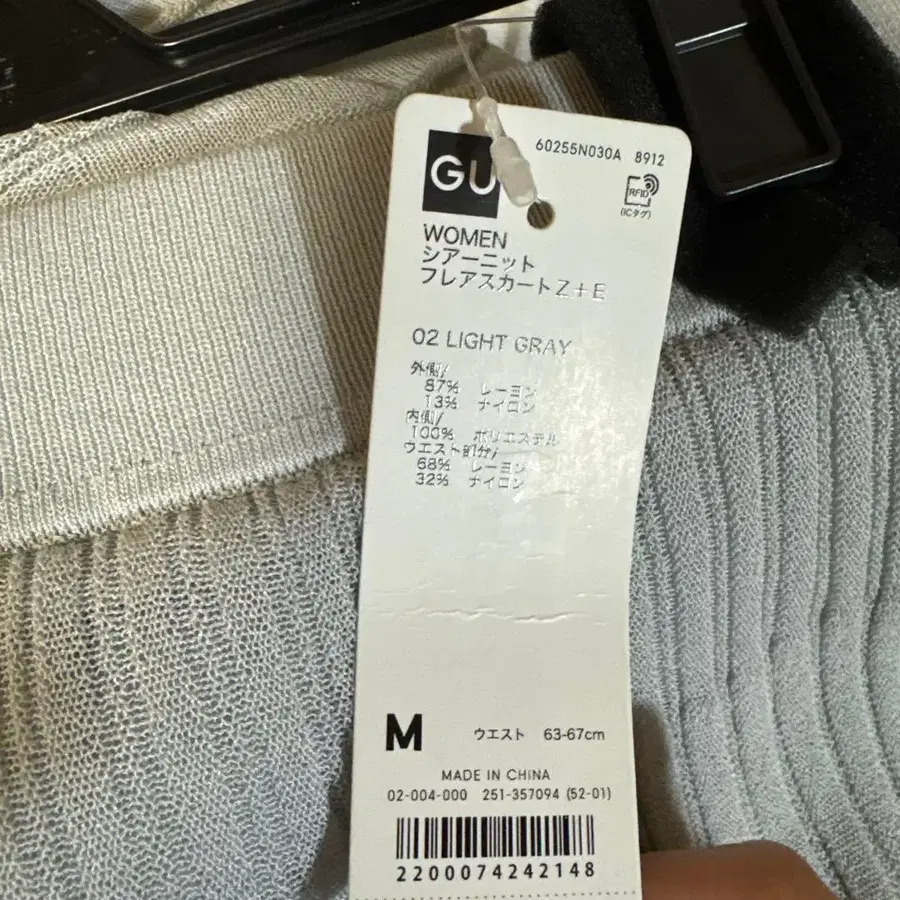 GU
60255N030A 8912
RFID
(ICタグ)
WOMEN
シアーニット
フレアスカートZ+E
02 LIGHT GRAY
外側/
87% レーヨン
13% ナイロン
内側/
100% ポリエステル
ウエスト部分/
68% レーヨン
32% ナイロン
M ウエスト 63-67cm
MADE IN CHINA
02-004-000 251-357094 (52-01)
2200074242148